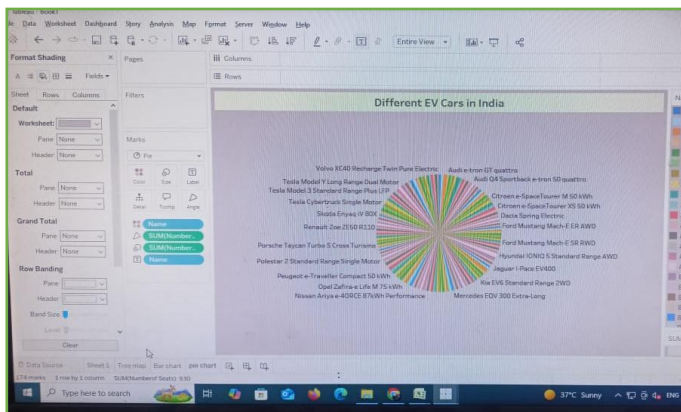 Tableau - Book1
Data Worksheet Dashboard Story Analysis Map Format Server Window Help
Entire View
Format Shading
Fields
Sheet Rows Columns
Default
Worksheet:
Pane None
Header None
Total
Pane None
Header None
Grand Total
Pane None
Header None
Row Banding
Pane
Header
Band Size
Level
Clear
Pages
Filters
Marks
Pie
Color Size Label
Detail Tooltip Angle
Name
SUM(Number..
SUM(Number..
Name
Columns
Rows
Different EV Cars in India
Volvo XC40 Recharge Twin Pure Electric
Audi e-tron GT quattro
Tesla Model Y Long Range Dual Motor
Audi Q4 Sportback e-tron 50 quattro
Tesla Model 3 Standard Range Plus LFP
Citroen e-SpaceTourer M 50 kWh
Tesla Cybertruck Single Motor
Citroen e-SpaceTourer XS 50 kWh
Skoda Enyaq iV 80X
Dacia Spring Electric
Renault Zoe ZE50 R110
Ford Mustang Mach-E ER AWD
Porsche Taycan Turbo S Cross Turismo
Ford Mustang Mach-E SR RWD
Polestar 2 Standard Range Single Motor
Hyundai IONIQ 5 Standard Range AWD
Peugeot e-Traveller Compact 50 kWh
Jaguar I-Pace EV400
Opel Zafira-e Life M 75 kWh
Kia EV6 Standard Range 2WD
Nissan Ariya e-4ORCE 87kWh Performance
Mercedes EQV 300 Extra-Long
SUM
Data Source Sheet 1 Tree map Bar chart pie chart
174 marks 1 row by 1 column SUM(Numberof Seats): 930
Type here to search
37°C Sunny
ENG